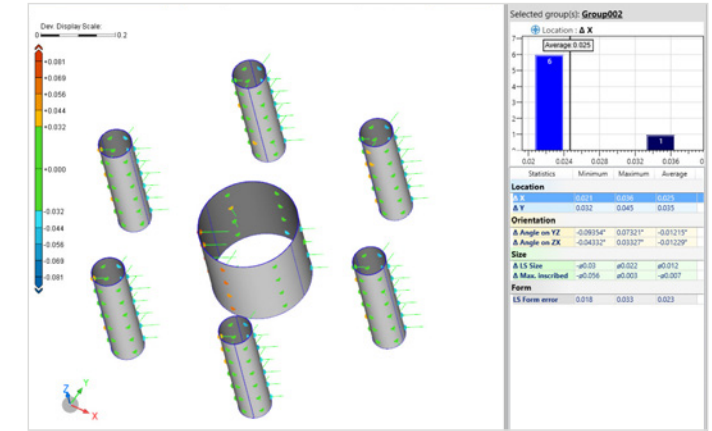 Dev. Display Scale:
0 0.2
+0.081
+0.069
+0.056
+0.044
+0.032
+0.000
-0.032
-0.044
-0.056
-0.069
-0.081
Z Y X
Selected group(s): Group002
Location : Δ X
Average:0.025
7
6
5
4
3
2
1
6
1
0.02 0.024 0.028 0.032 0.036 0
Statistics Minimum Maximum Average
Location
Δ X 0.021 0.036 0.025
Δ Y 0.032 0.045 0.035
Orientation
Δ Angle on YZ -0.09354° 0.07321° -0.01215°
Δ Angle on ZX -0.04332° 0.03327° -0.01229°
Size
Δ LS Size -ø0.03 ø0.022 ø0.012
Δ Max. inscribed -ø0.056 ø0.003 -ø0.007
Form
LS Form error 0.018 0.033 0.023